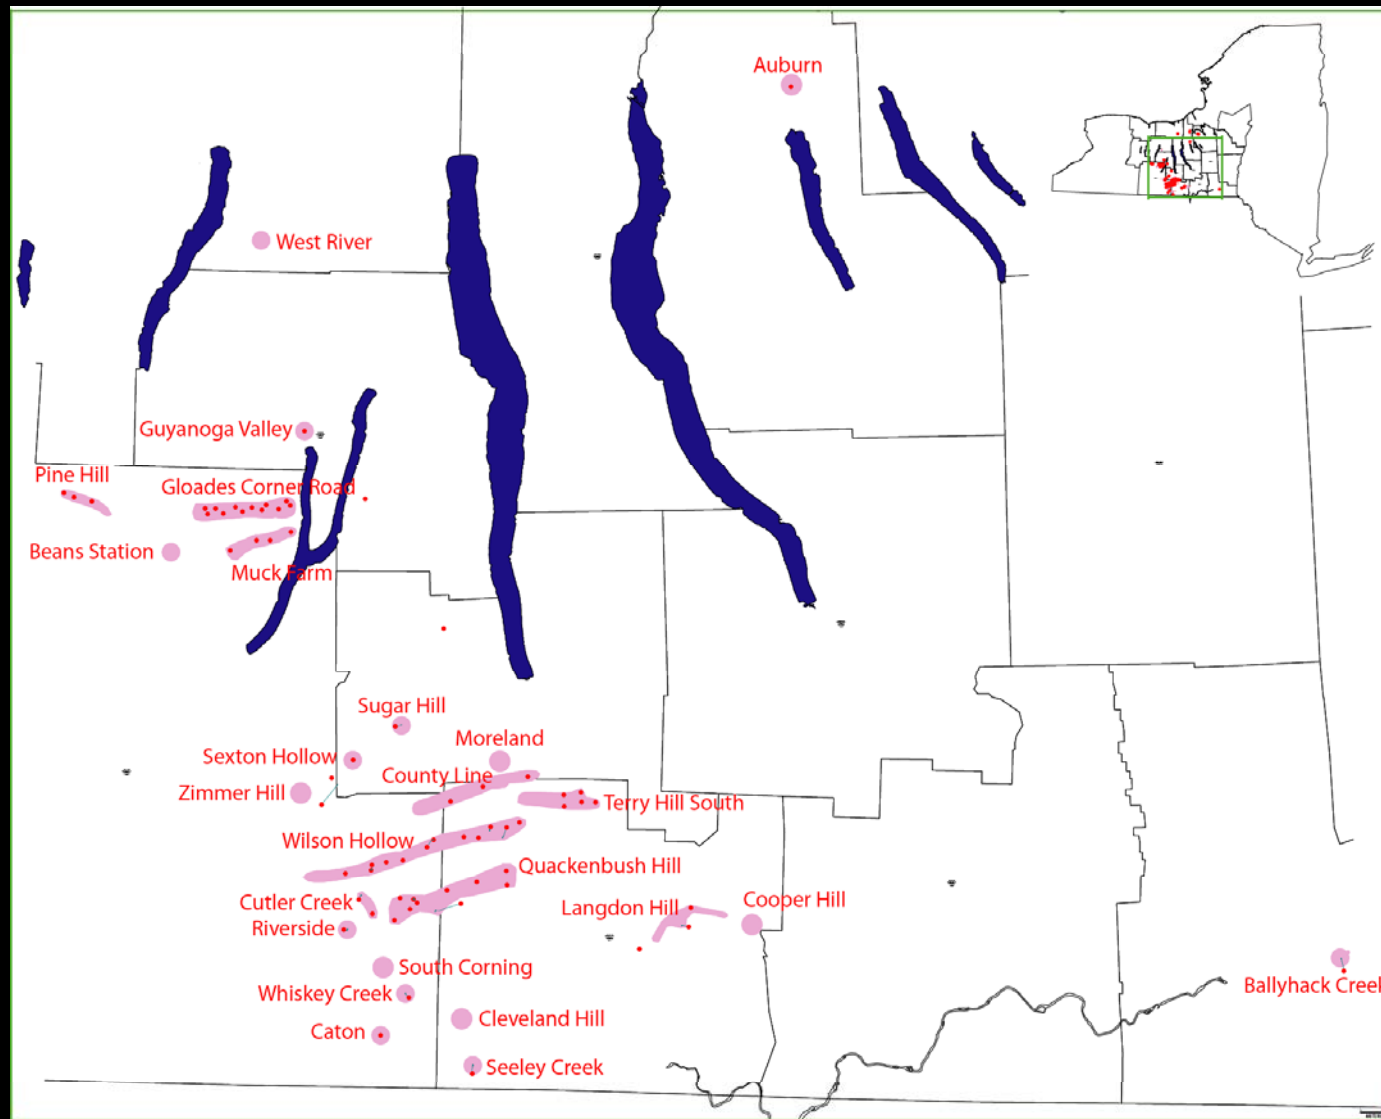 Auburn
West River
Guyanoga Valley
Pine Hill
Gloades Corner Road
Beans Station
Muck Farm
Sugar Hill
Moreland
Sexton Hollow
County Line
Zimmer Hill
Terry Hill South
Wilson Hollow
Quackenbush Hill
Cutler Creek
Langdon Hill
Cooper Hill
Riverside
South Corning
Ballyhack Creek
Whiskey Creek
Cleveland Hill
Caton
Seeley Creek